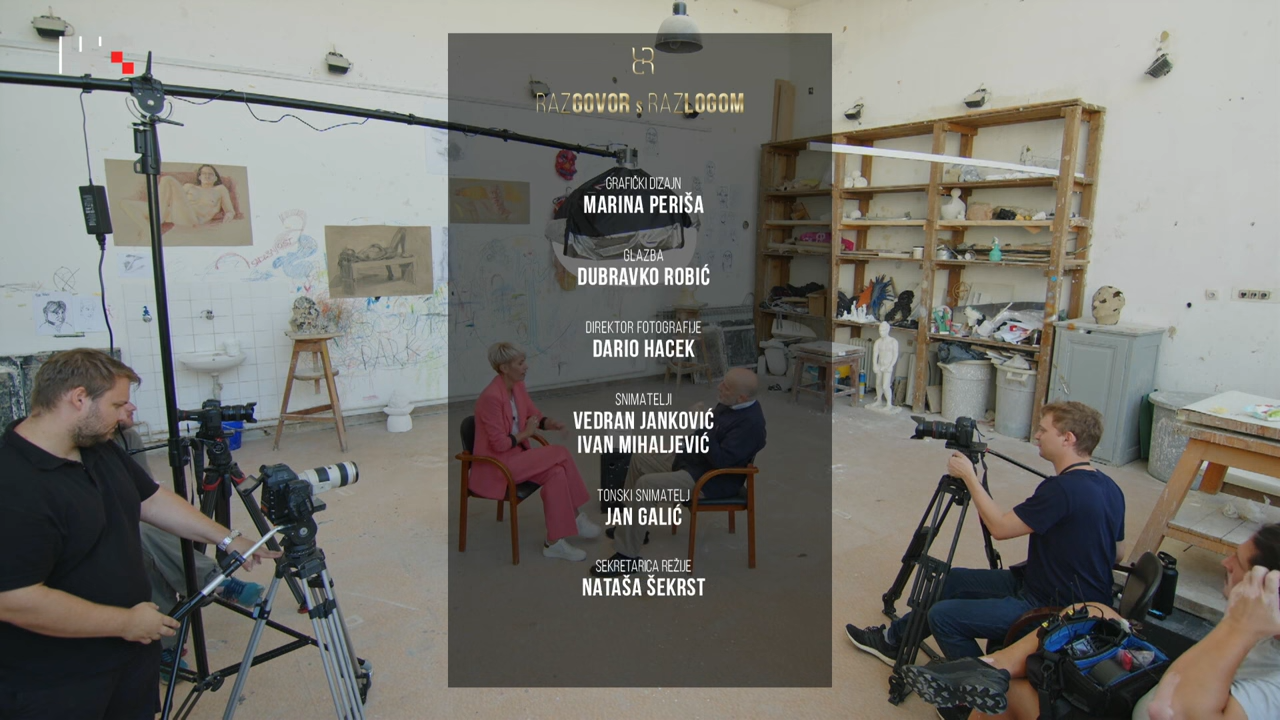 RAZGOVOR s RAZLOGOM
GRAFIČKI DIZAJN
MARINA PERIŠA
GLAZBA
DUBRAVKO ROBIĆ
DIREKTOR FOTOGRAFIJE
DARIO HACEK
SNIMATELJI
VEDRAN JANKOVIĆ
IVAN MIHALJEVIĆ
TONSKI SNIMATELJ
JAN GALIĆ
SEKRETARICA REŽIJE
NATAŠA ŠEKRST